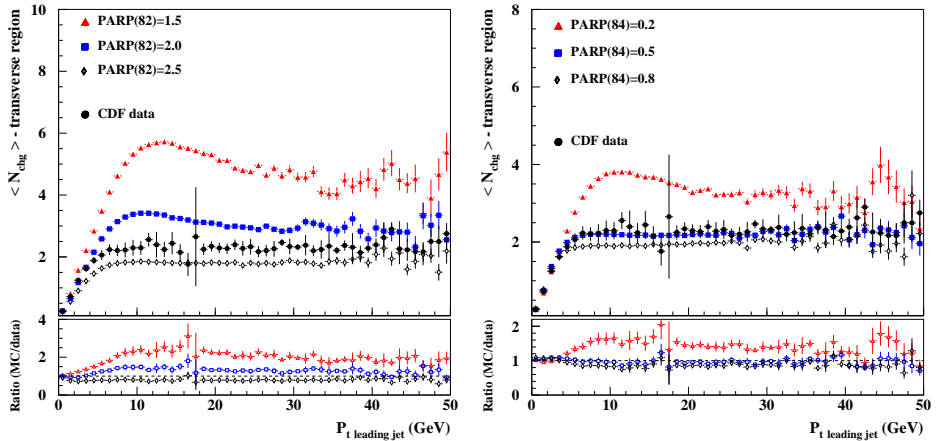 < N_chg > - transverse region
10
8
6
4
2
PARP(82)=1.5
PARP(82)=2.0
PARP(82)=2.5
CDF data
Ratio (MC/data)
4
2
0
0 10 20 30 40 50
P_t leading jet (GeV)
< N_chg > - transverse region
8
6
4
2
PARP(84)=0.2
PARP(84)=0.5
PARP(84)=0.8
CDF data
Ratio (MC/data)
2
1
0
0 10 20 30 40 50
P_t leading jet (GeV)